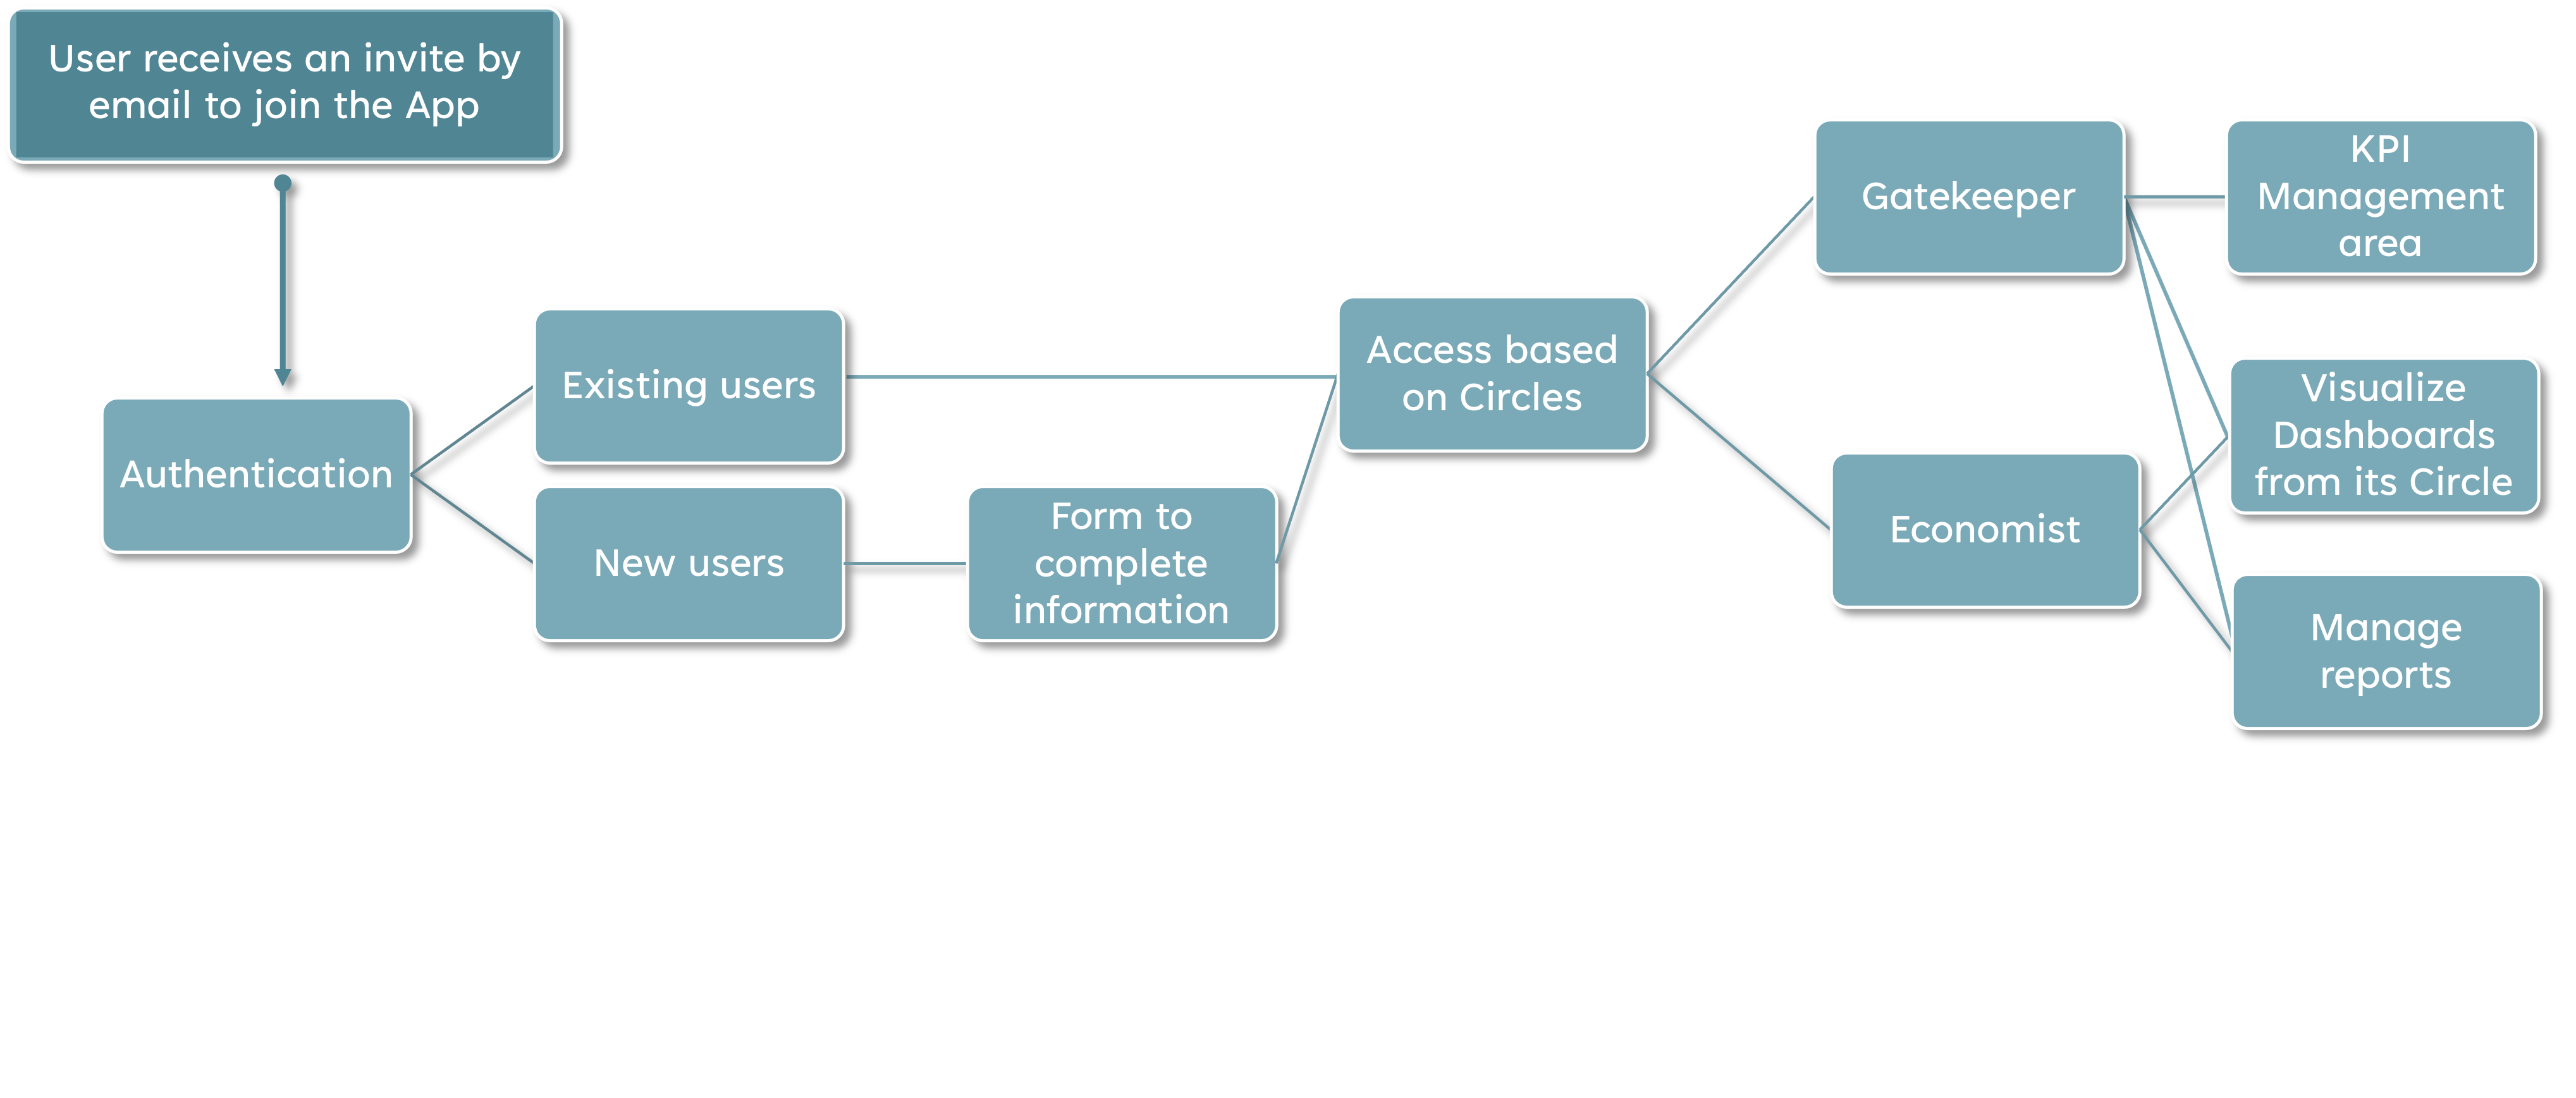 User receives an invite by
email to join the App
Authentication
Existing users
New users
Form to
complete
information
Access based
on Circles
Gatekeeper
Economist
KPI
Management
area
Visualize
Dashboards
from its Circle
Manage
reports